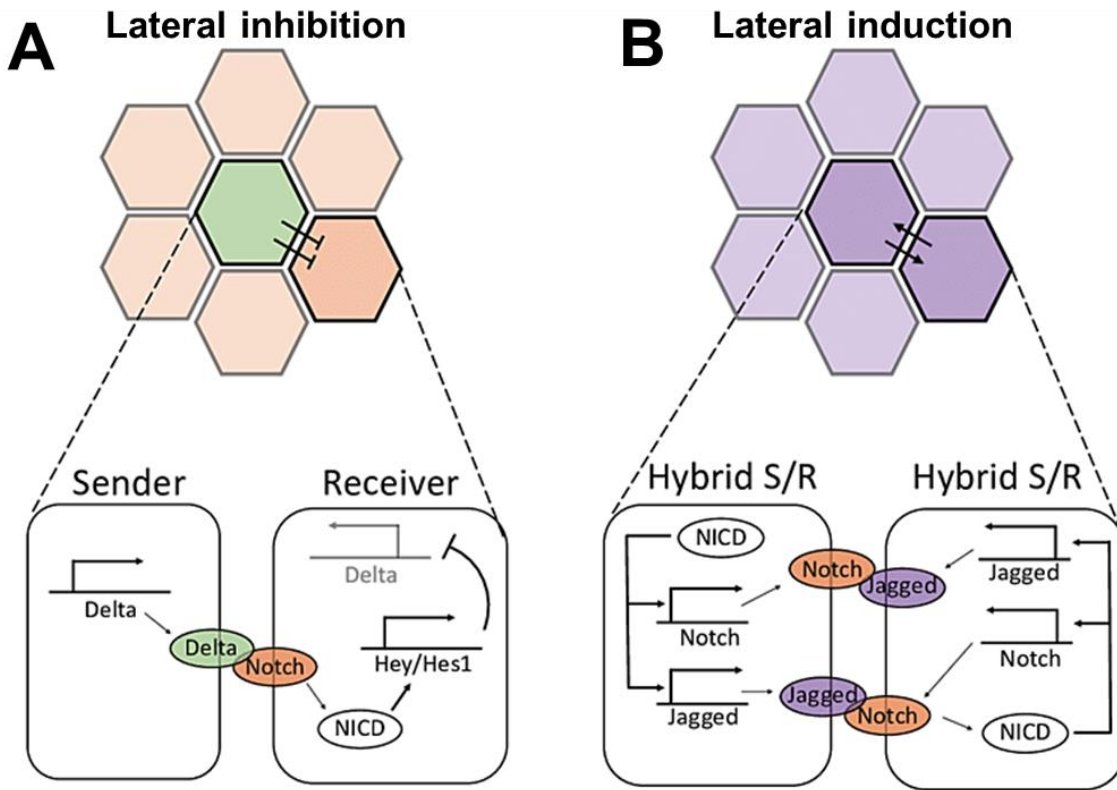 A
Lateral inhibition
Sender
Receiver
Delta
Delta
Hey/Hes1
Delta
Notch
NICD
B
Lateral induction
Hybrid S/R
Hybrid S/R
NICD
Notch
Jagged
Jagged
Notch
Notch
Jagged
Jagged
Notch
NICD